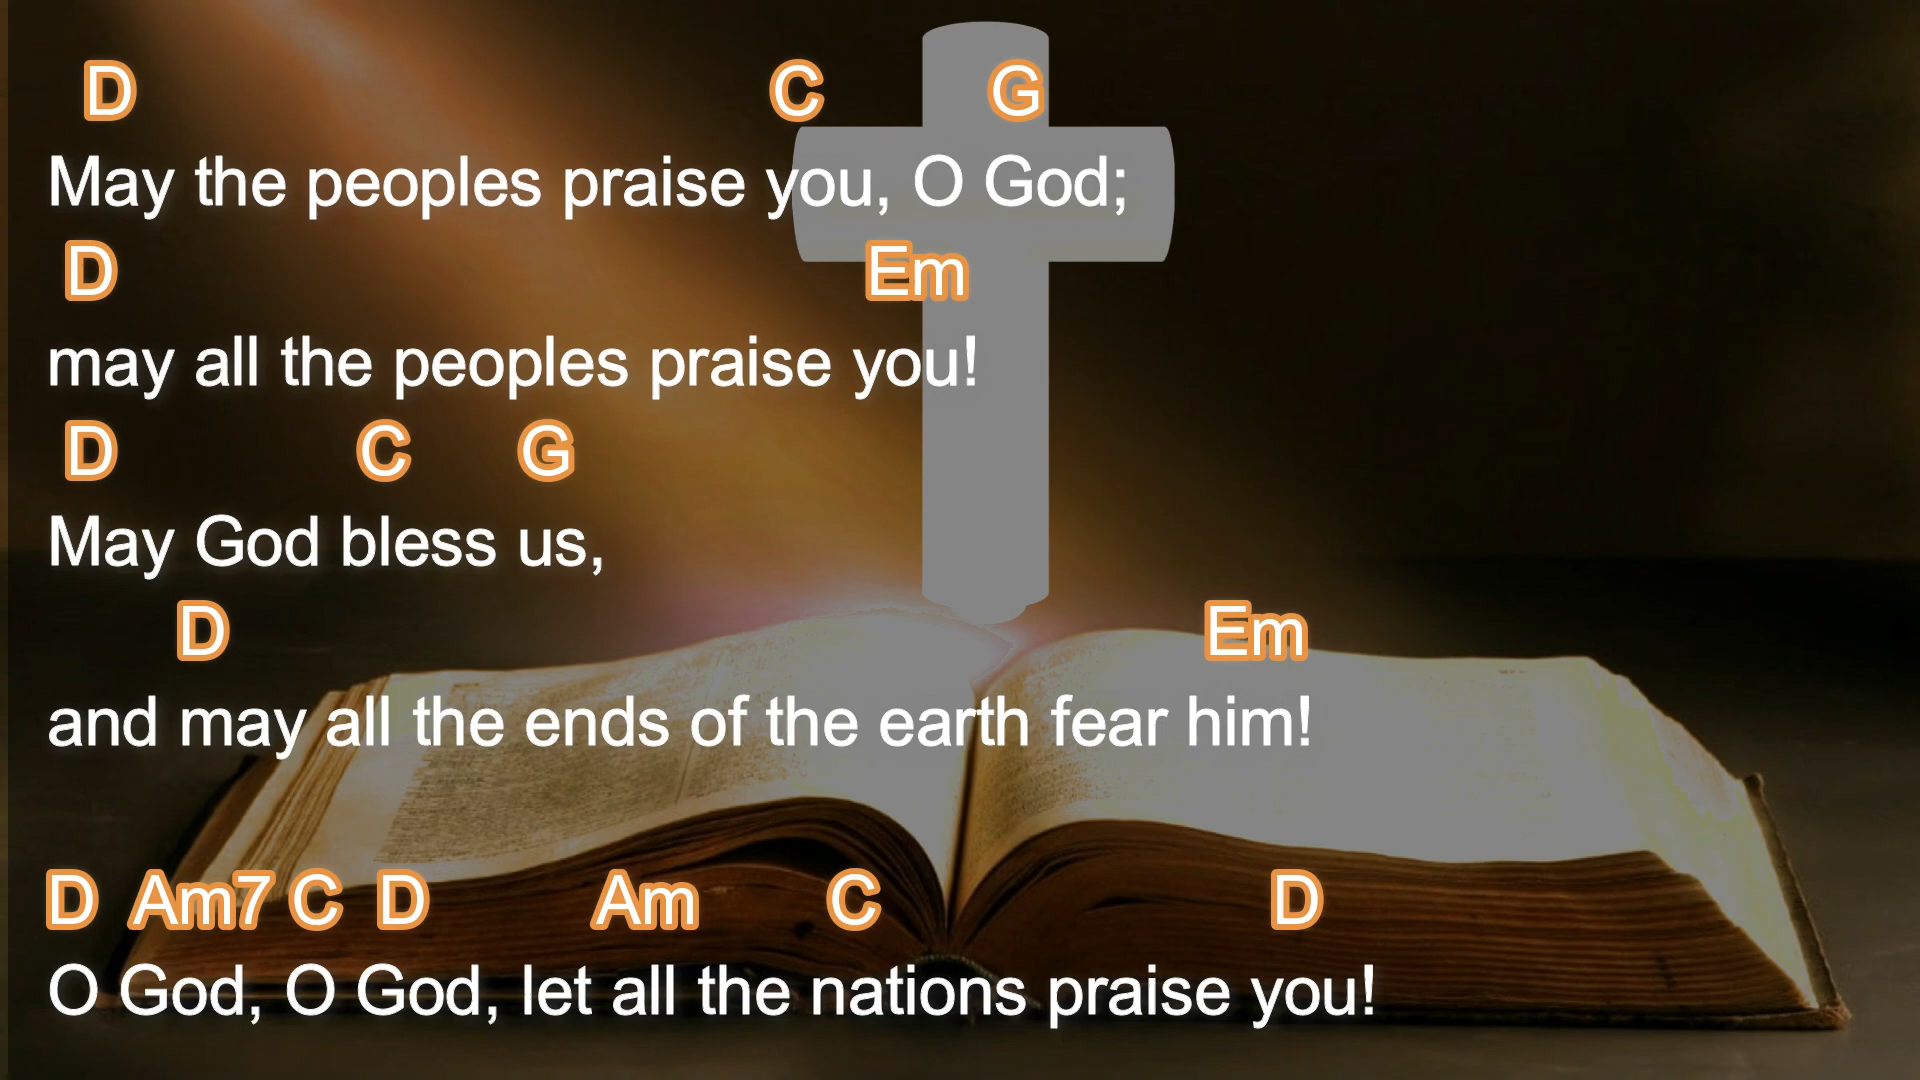 D C G
May the peoples praise you, O God;
D Em
may all the peoples praise you!
D C G
May God bless us,
D Em
and may all the ends of the earth fear him!
D Am7 C D Am C D
O God, O God, let all the nations praise you!